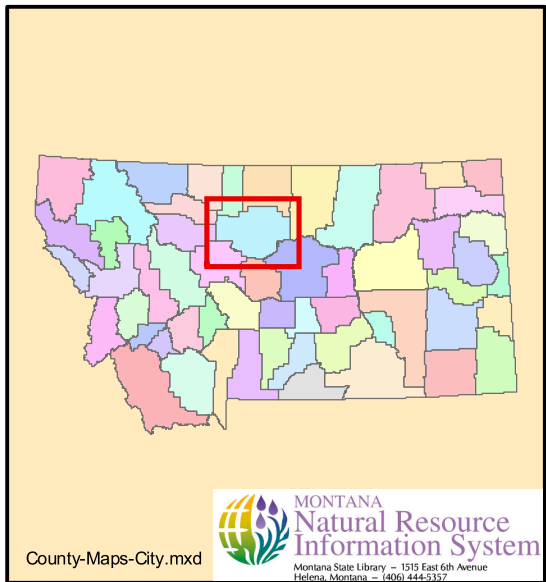 MONTANA
Natural Resource
Information System
Montana State Library – 1515 East 6th Avenue
Helena, Montana – (406) 444-5357
County-Maps-City.mxd